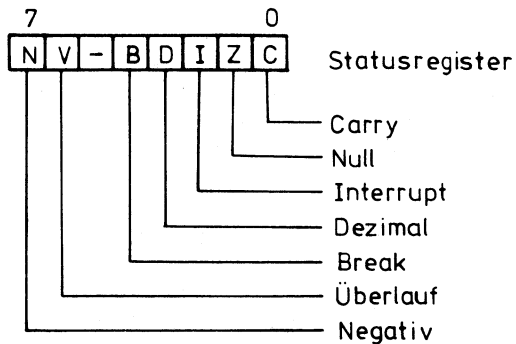 7 0
N V - B D I Z C Statusregister
Carry
Null
Interrupt
Dezimal
Break
Überlauf
Negativ